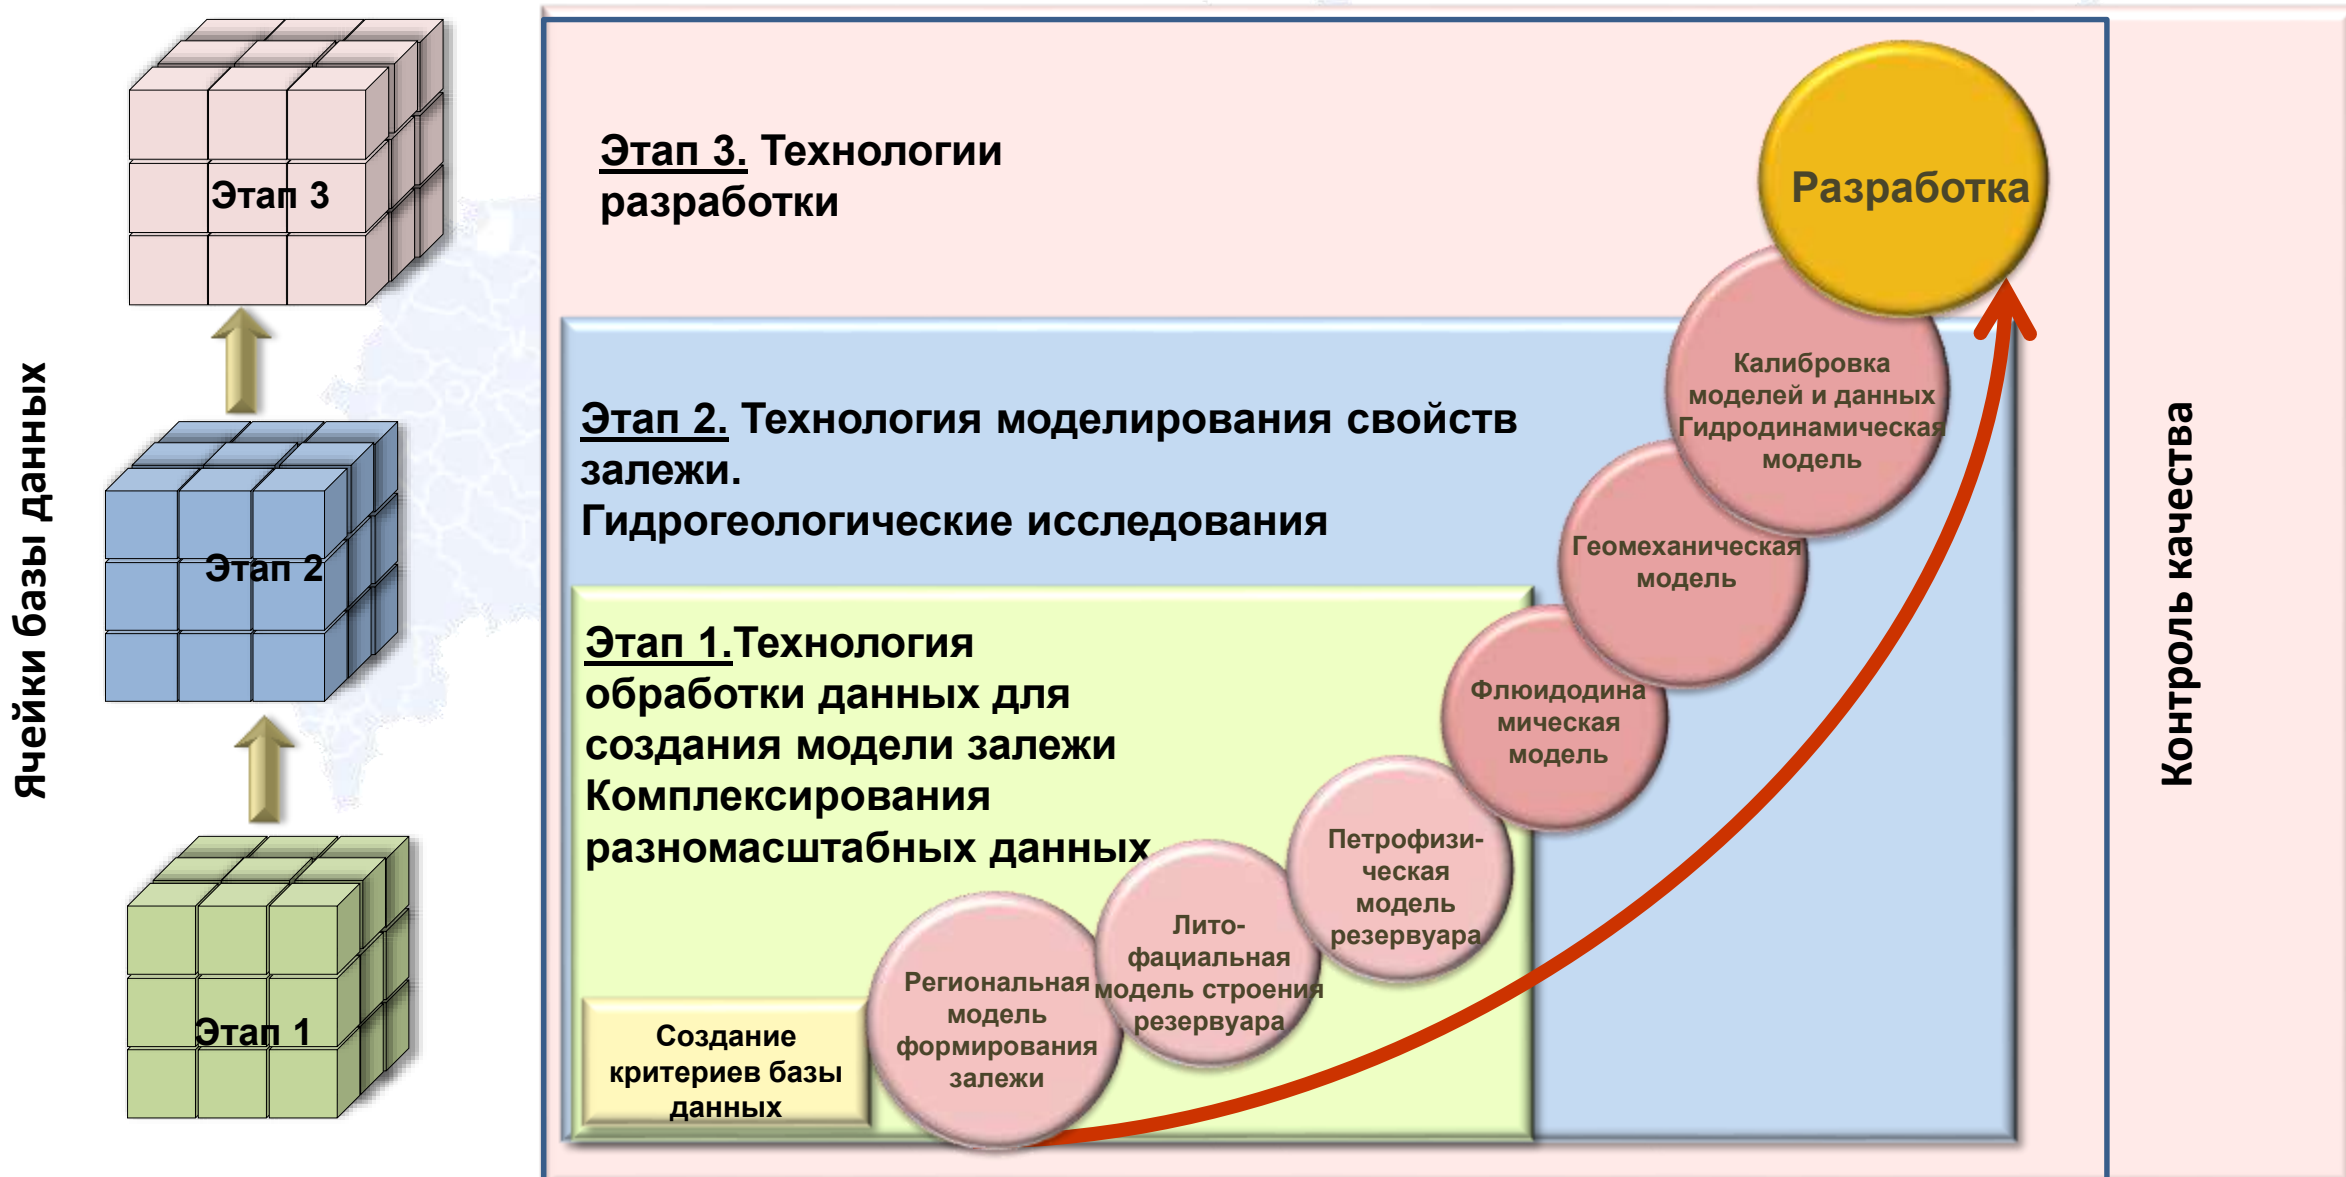 Ячейки базы данных
Этап 3
Этап 2
Этап 1
Этап 3. Технологии
разработки
Этап 2. Технология моделирования свойств
залежи.
Гидрогеологические исследования
Этап 1.Технология
обработки данных для
создания модели залежи
Комплексирования
разномасштабных данных
Создание
критериев базы
данных
Региональная
модель
формирования
залежи
Лито-
фациальная
модель строения
резервуара
Петрофизи-
ческая
модель
резервуара
Флюидодина
мическая
модель
Геомеханическая
модель
Калибровка
моделей и данных
Гидродинамическая
модель
Разработка
Контроль качества